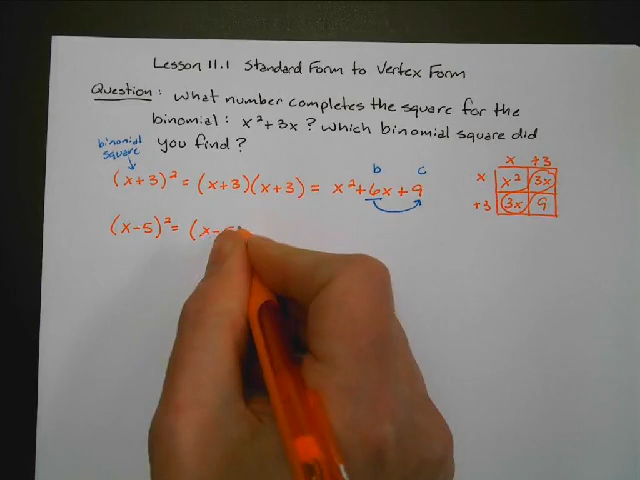 Lesson 11.1 Standard Form to Vertex Form
Question: What number completes the square for the
binomial: x²+3x? Which binomial square did
you find?
binomial
square
b c
(x+3)² = (x+3)(x+3) = x²+6x+9
x +3
x x² 3x
+3 3x 9
(x-5)² = (x-5)